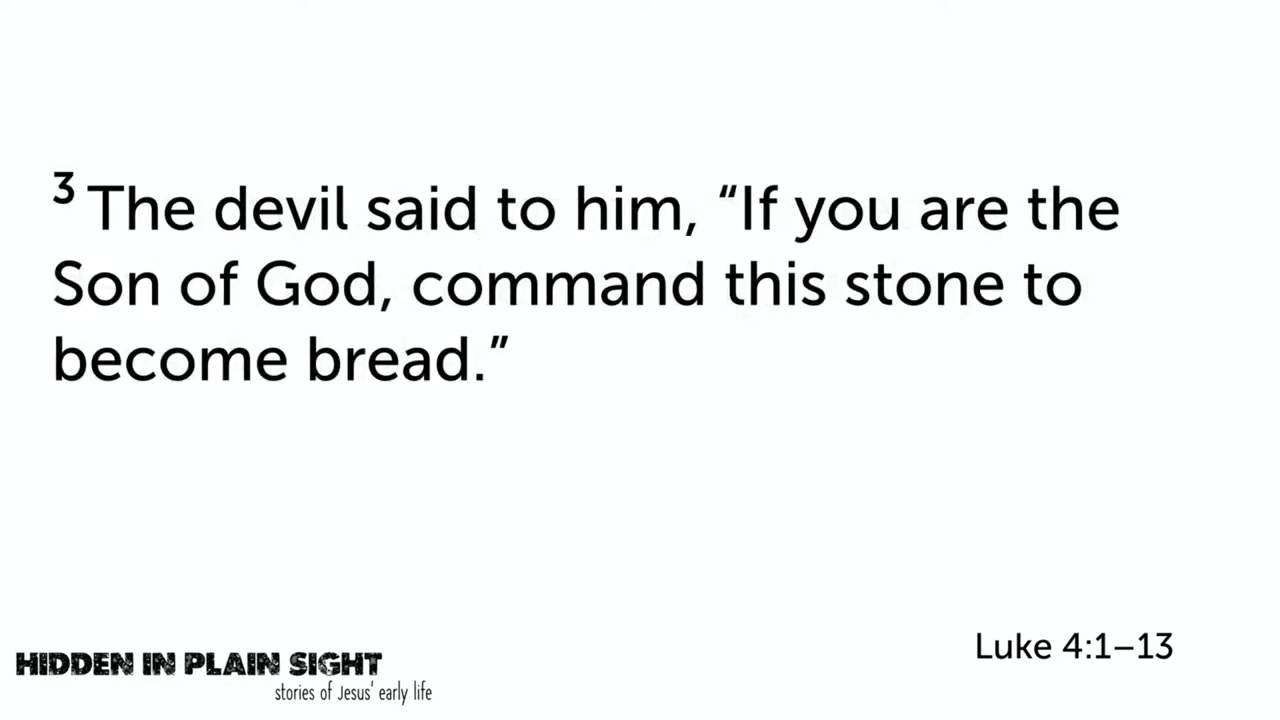 3 The devil said to him, “If you are the
Son of God, command this stone to
become bread.”
Luke 4:1–13
HIDDEN IN PLAIN SIGHT
stories of Jesus' early life